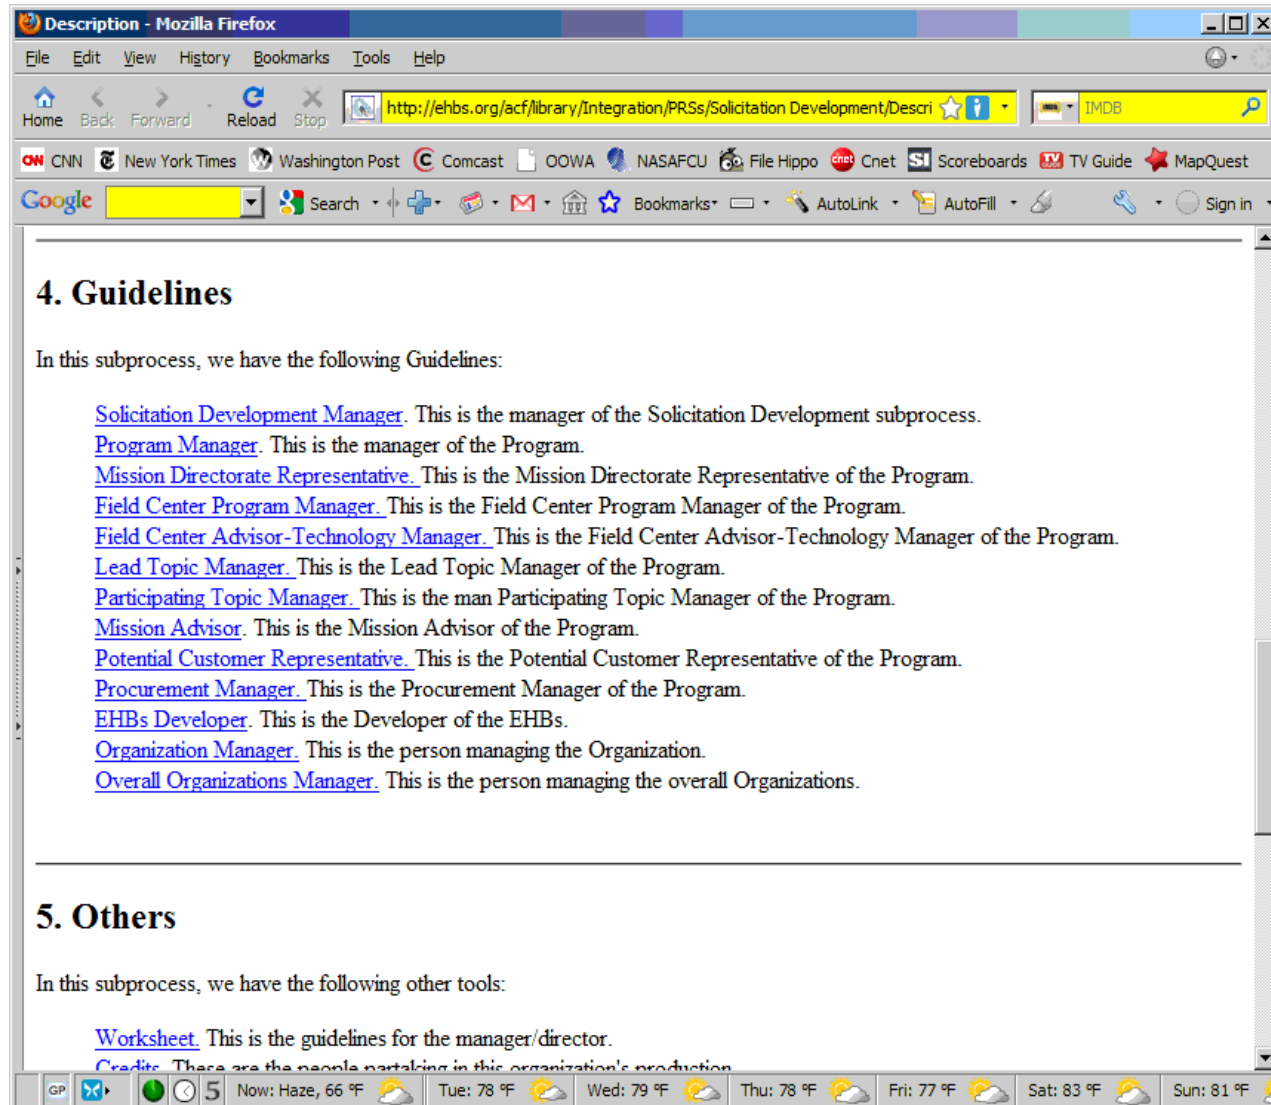 Description - Mozilla Firefox
File Edit View History Bookmarks Tools Help
Home Back Forward Reload Stop http://ehbs.org/acf/library/Integration/PRSs/Solicitation Development/Descri IMDB
CNN New York Times Washington Post Comcast OOWA NASAFCU File Hippo Cnet Scoreboards TV Guide MapQuest
Google Search Bookmarks AutoLink AutoFill Sign in
4. Guidelines
In this subprocess, we have the following Guidelines:
Solicitation Development Manager. This is the manager of the Solicitation Development subprocess.
Program Manager. This is the manager of the Program.
Mission Directorate Representative. This is the Mission Directorate Representative of the Program.
Field Center Program Manager. This is the Field Center Program Manager of the Program.
Field Center Advisor-Technology Manager. This is the Field Center Advisor-Technology Manager of the Program.
Lead Topic Manager. This is the Lead Topic Manager of the Program.
Participating Topic Manager. This is the man Participating Topic Manager of the Program.
Mission Advisor. This is the Mission Advisor of the Program.
Potential Customer Representative. This is the Potential Customer Representative of the Program.
Procurement Manager. This is the Procurement Manager of the Program.
EHBs Developer. This is the Developer of the EHBs.
Organization Manager. This is the person managing the Organization.
Overall Organizations Manager. This is the person managing the overall Organizations.
5. Others
In this subprocess, we have the following other tools:
Worksheet. This is the guidelines for the manager/director.
Credits. These are the people partaking in this organization's production.
GP 5 Now: Haze, 66 °F Tue: 78 °F Wed: 79 °F Thu: 78 °F Fri: 77 °F Sat: 83 °F Sun: 81 °F